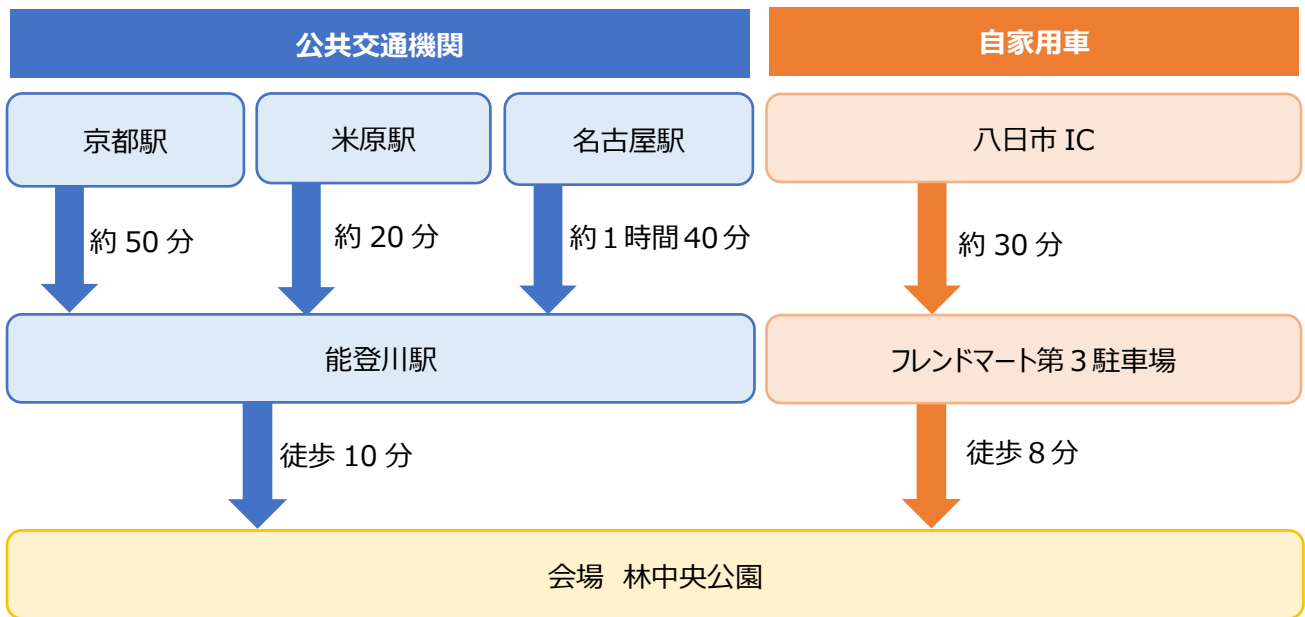 公共交通機関
自家用車
京都駅
米原駅
名古屋駅
八日市 IC
約 50 分
約 20 分
約1時間40分
約 30 分
能登川駅
フレンドマート第3駐車場
徒歩 10 分
徒歩8分
会場 林中央公園